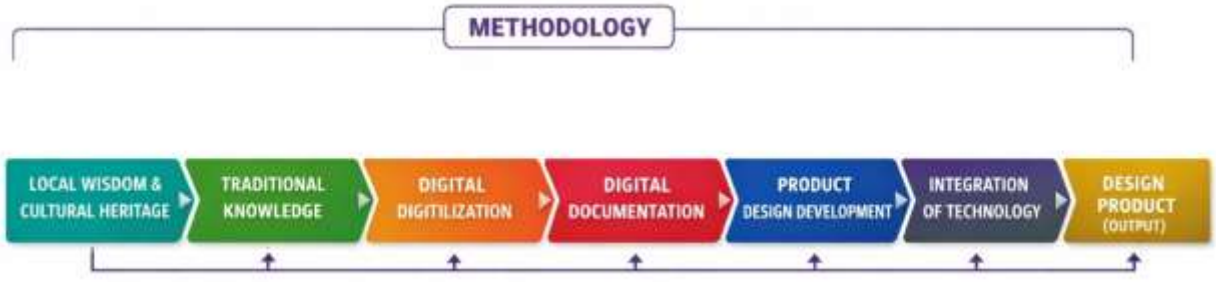 METHODOLOGY
LOCAL WISDOM &
CULTURAL HERITAGE
TRADITIONAL
KNOWLEDGE
DIGITAL
DIGITILIZATION
DIGITAL
DOCUMENTATION
PRODUCT
DESIGN DEVELOPMENT
INTEGRATION
OF TECHNOLOGY
DESIGN
PRODUCT
(OUTPUT)